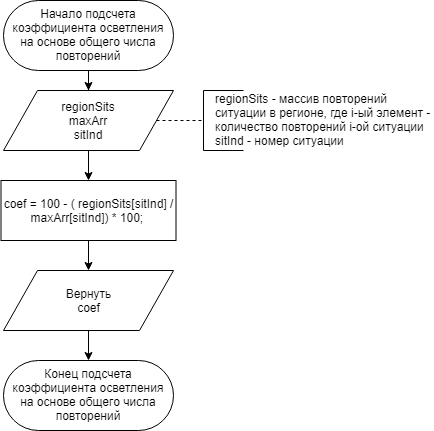 Начало подсчета
коэффициента осветления
на основе общего числа
повторений
regionSits
maxArr
sitInd
regionSits - массив повторений
ситуации в регионе, где i-ый элемент -
количество повторений i-ой ситуации
sitInd - номер ситуации
coef = 100 - ( regionSits[sitInd] /
maxArr[sitInd]) * 100;
Вернуть
coef
Конец подсчета
коэффициента осветления
на основе общего числа
повторений